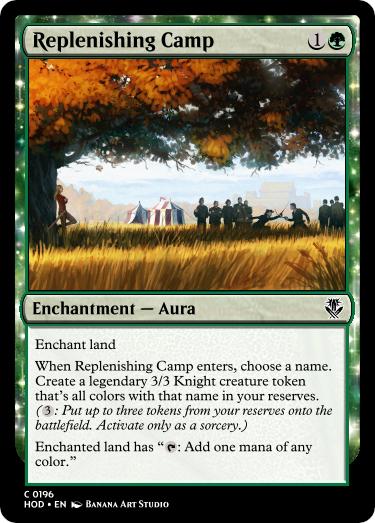 Replenishing Camp 1
Enchantment — Aura
Enchant land
When Replenishing Camp enters, choose a name.
Create a legendary 3/3 Knight creature token
that's all colors with that name in your reserves.
(3: Put up to three tokens from your reserves onto the
battlefield. Activate only as a sorcery.)
Enchanted land has “: Add one mana of any
color.”
C 0196
HOD • EN Banana Art Studio